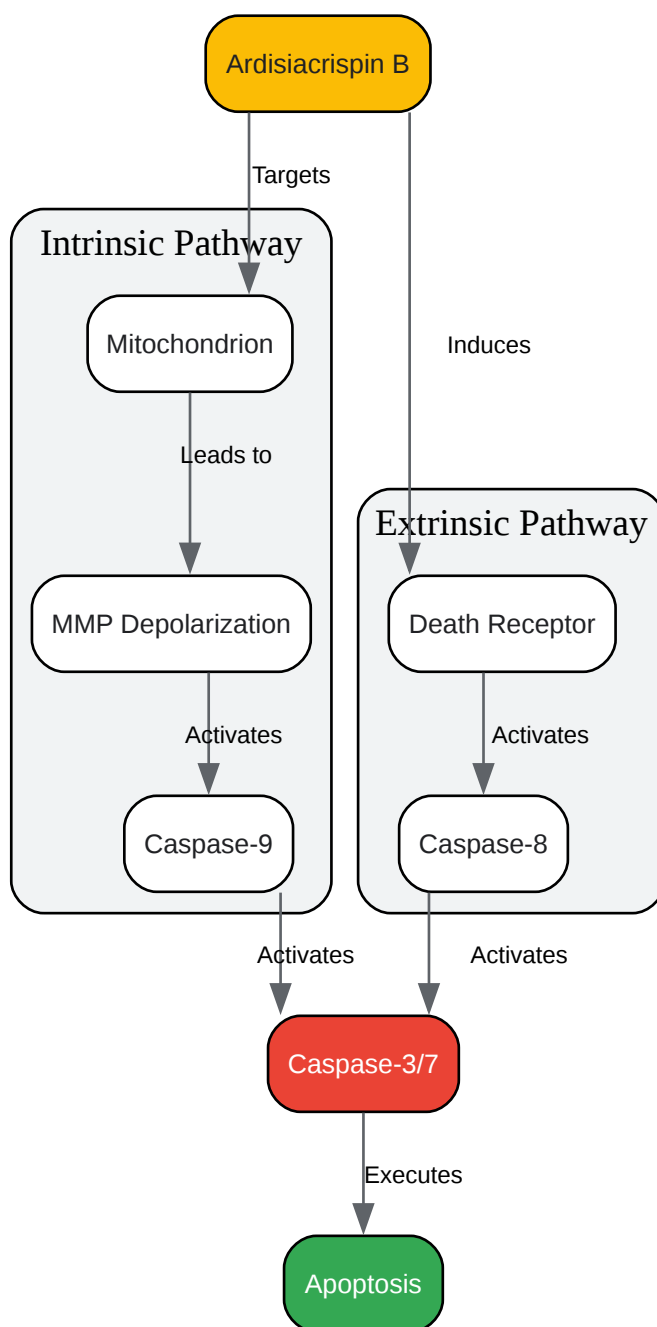 Ardisiacrispin B
Targets
Intrinsic Pathway
Mitochondrion
Induces
Leads to
Extrinsic Pathway
MMP Depolarization
Death Receptor
Activates
Activates
Caspase-9
Caspase-8
Activates
Activates
Caspase-3/7
Executes
Apoptosis